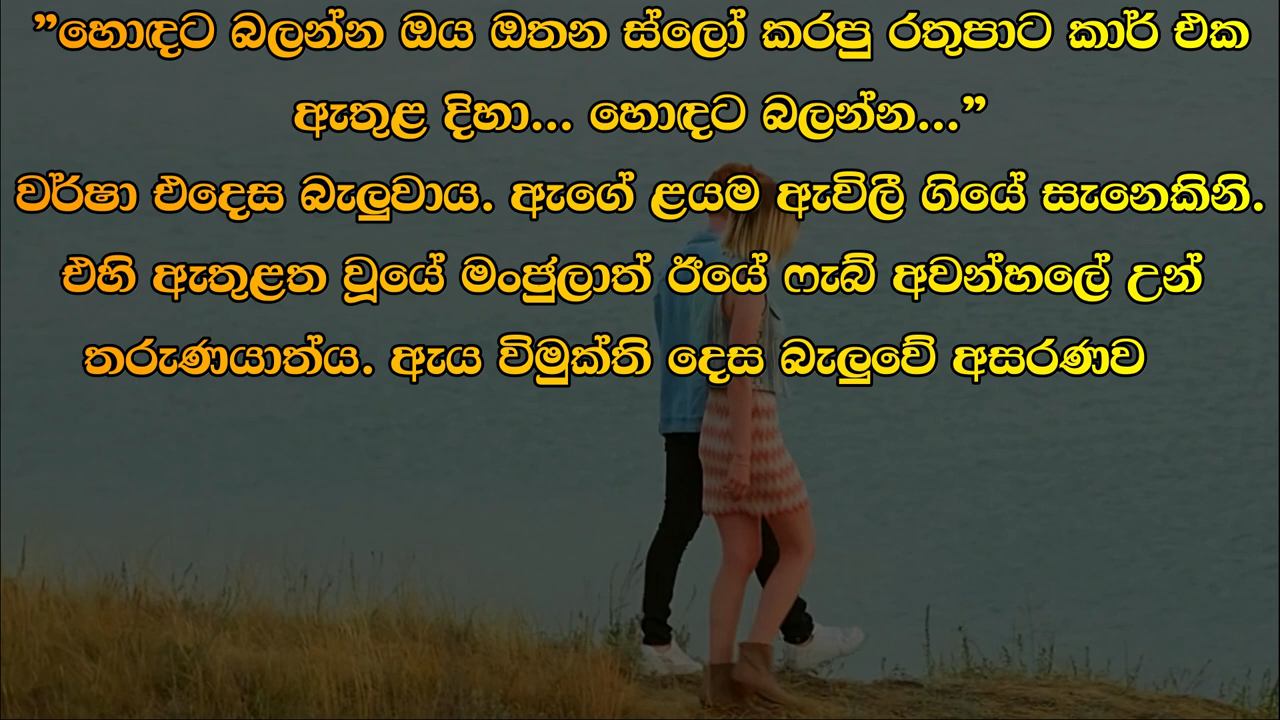 ”හොඳට බලන්න ඔය ඔතන ස්ලෝ කරපු රතුපාට කාර් එක
ඇතුළ දිහා... හොඳට බලන්න...”
වර්ෂා එදෙස බැලුවාය. ඇගේ ළයම ඇවිලී ගියේ සැනෙකිනි.
එහි ඇතුළත වූයේ මංජුලාත් ඊයේ ෆැබ් අවන්හලේ උන්
තරුණයාත්ය. ඇය විමුක්ති දෙස බැලුවේ අසරණව